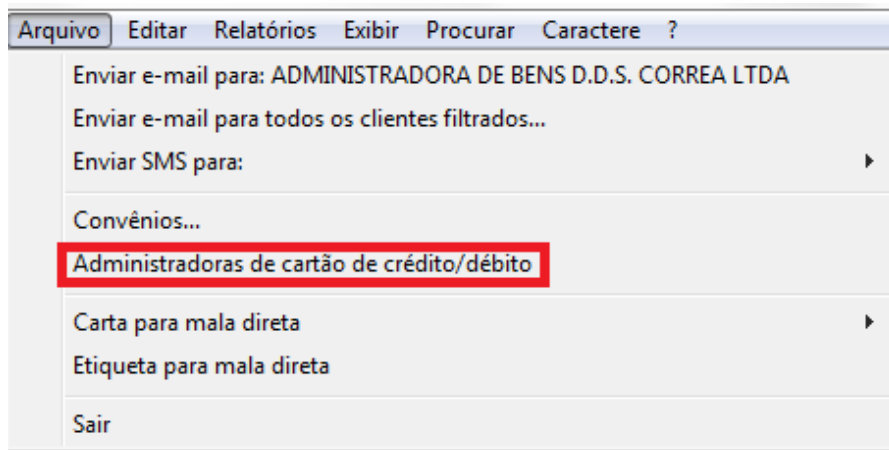 Arquivo Editar Relatórios Exibir Procurar Caractere ?
Enviar e-mail para: ADMINISTRADORA DE BENS D.D.S. CORREA LTDA
Enviar e-mail para todos os clientes filtrados...
Enviar SMS para:
Convênios...
Administradoras de cartão de crédito/débito
Carta para mala direta
Etiqueta para mala direta
Sair